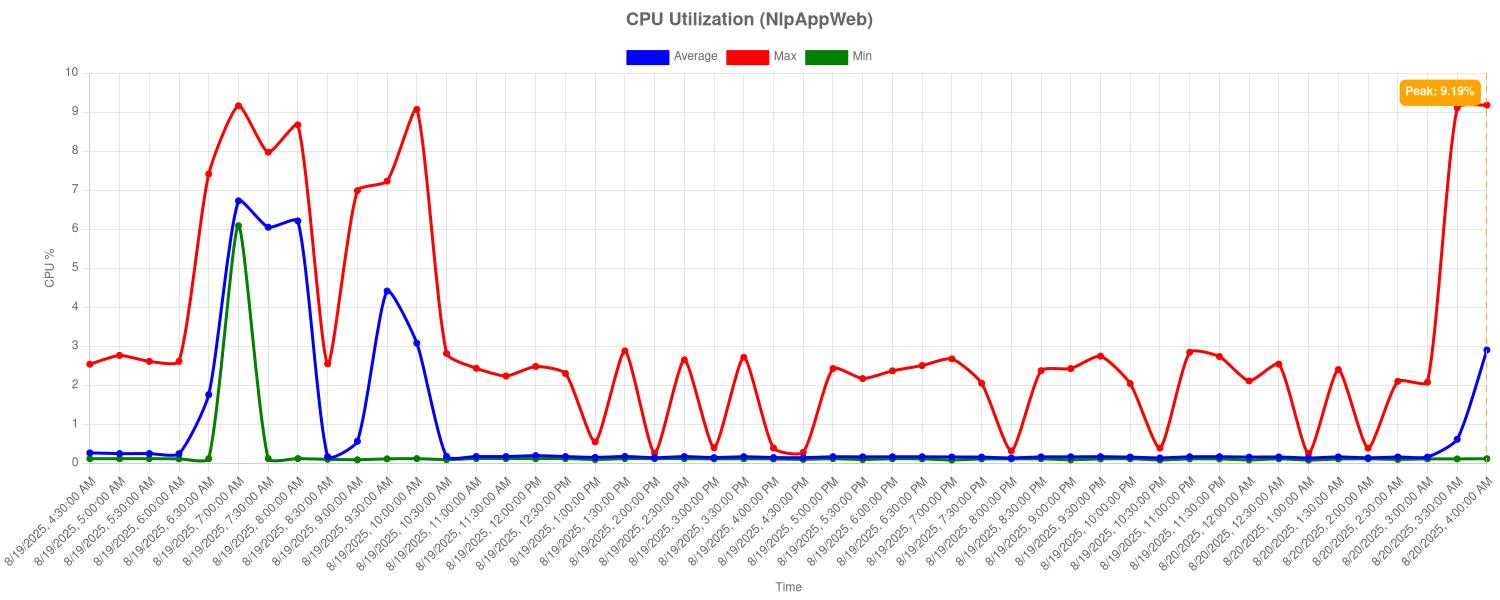 CPU Utilization (NlpAppWeb)
Average Max Min
Peak: 9.19%
10
9
8
7
6
5
4
3
2
1
0
CPU %
8/19/2025, 4:30:00 AM
8/19/2025, 5:00:00 AM
8/19/2025, 5:30:00 AM
8/19/2025, 6:00:00 AM
8/19/2025, 6:30:00 AM
8/19/2025, 7:00:00 AM
8/19/2025, 7:30:00 AM
8/19/2025, 8:00:00 AM
8/19/2025, 8:30:00 AM
8/19/2025, 9:00:00 AM
8/19/2025, 9:30:00 AM
8/19/2025, 10:00:00 AM
8/19/2025, 10:30:00 AM
8/19/2025, 11:00:00 AM
8/19/2025, 11:30:00 AM
8/19/2025, 12:00:00 PM
8/19/2025, 12:30:00 PM
8/19/2025, 1:00:00 PM
8/19/2025, 1:30:00 PM
8/19/2025, 2:00:00 PM
8/19/2025, 2:30:00 PM
8/19/2025, 3:00:00 PM
8/19/2025, 3:30:00 PM
8/19/2025, 4:00:00 PM
8/19/2025, 4:30:00 PM
8/19/2025, 5:00:00 PM
8/19/2025, 5:30:00 PM
8/19/2025, 6:00:00 PM
8/19/2025, 6:30:00 PM
8/19/2025, 7:00:00 PM
8/19/2025, 7:30:00 PM
8/19/2025, 8:00:00 PM
8/19/2025, 8:30:00 PM
8/19/2025, 9:00:00 PM
8/19/2025, 9:30:00 PM
8/19/2025, 10:00:00 PM
8/19/2025, 10:30:00 PM
8/19/2025, 11:00:00 PM
8/19/2025, 11:30:00 PM
8/20/2025, 12:00:00 AM
8/20/2025, 12:30:00 AM
8/20/2025, 1:00:00 AM
8/20/2025, 1:30:00 AM
8/20/2025, 2:00:00 AM
8/20/2025, 2:30:00 AM
8/20/2025, 3:00:00 AM
8/20/2025, 3:30:00 AM
8/20/2025, 4:00:00 AM
Time